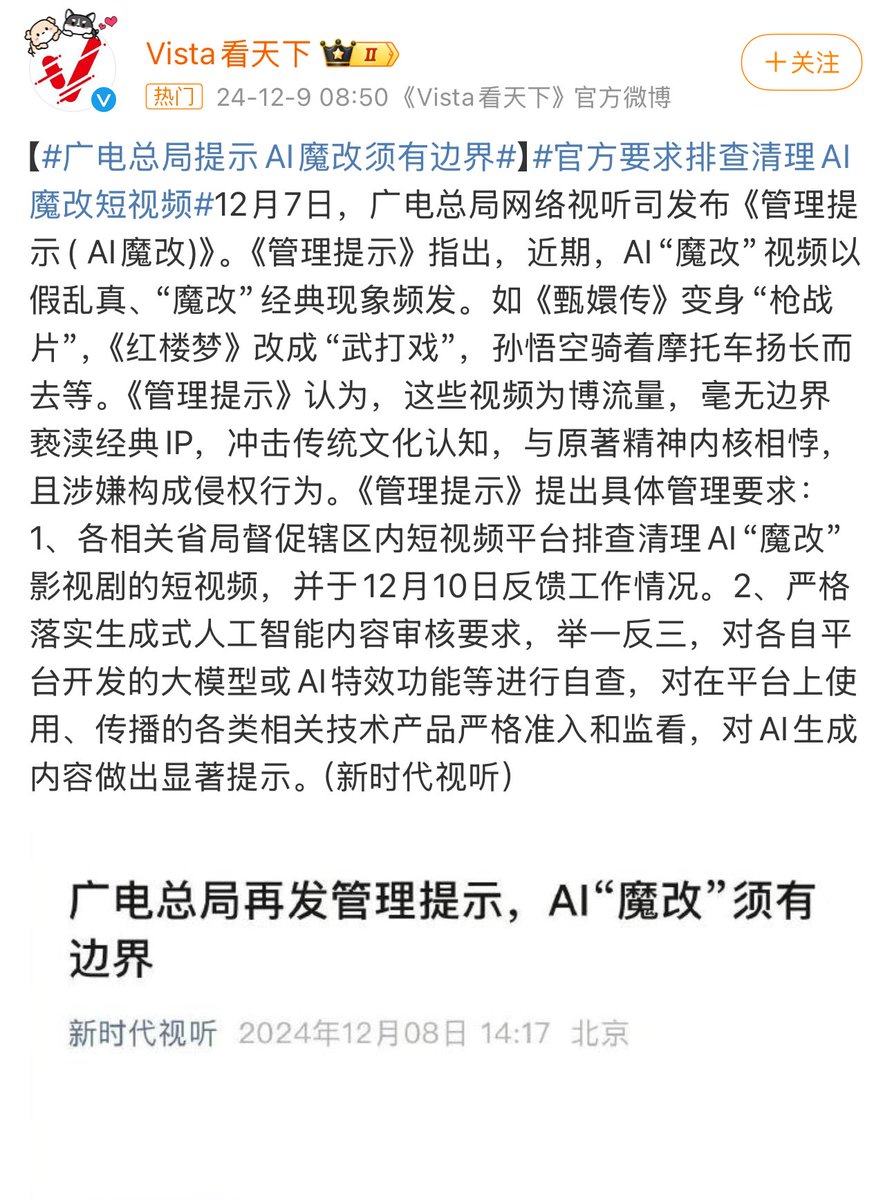 Vista看天下 II
+关注
热门 24-12-9 08:50 《Vista看天下》官方微博
【#广电总局提示AI魔改须有边界#】#官方要求排查清理AI
魔改短视频#12月7日，广电总局网络视听司发布《管理提
示( AI魔改)》。《管理提示》指出，近期，AI“魔改”视频以
假乱真、“魔改”经典现象频发。如《甄嬛传》变身“枪战
片”，《红楼梦》改成“武打戏”，孙悟空骑着摩托车扬长而
去等。《管理提示》认为，这些视频为博流量，毫无边界
亵渎经典IP，冲击传统文化认知，与原著精神内核相悖，
且涉嫌构成侵权行为。《管理提示》提出具体管理要求：
1、各相关省局督促辖区内短视频平台排查清理AI“魔改”
影视剧的短视频，并于12月10日反馈工作情况。2、严格
落实生成式人工智能内容审核要求，举一反三，对各自平
台开发的大模型或AI特效功能等进行自查，对在平台上使
用、传播的各类相关技术产品严格准入和监看，对AI生成
内容做出显著提示。（新时代视听）
广电总局再发管理提示，AI“魔改”须有
边界
新时代视听 2024年12月08日 14:17 北京